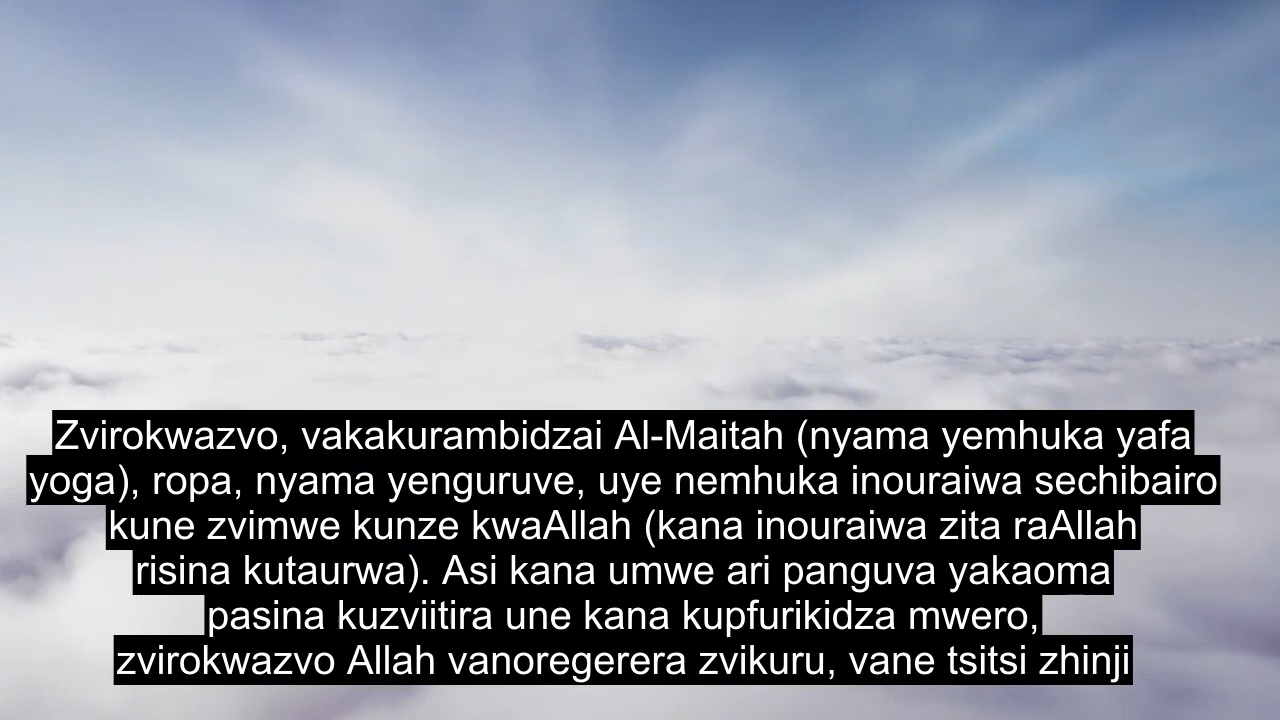 Zvirokwazvo, vakakurambidzai Al-Maitah (nyama yemhuka yafa
yoga), ropa, nyama yenguruve, uye nemhuka inouraiwa sechibairo
kune zvimwe kunze kwaAllah (kana inouraiwa zita raAllah
risina kutaurwa). Asi kana umwe ari panguva yakaoma
pasina kuzviitira une kana kupfurikidza mwero,
zvirokwazvo Allah vanoregerera zvikuru, vane tsitsi zhinji